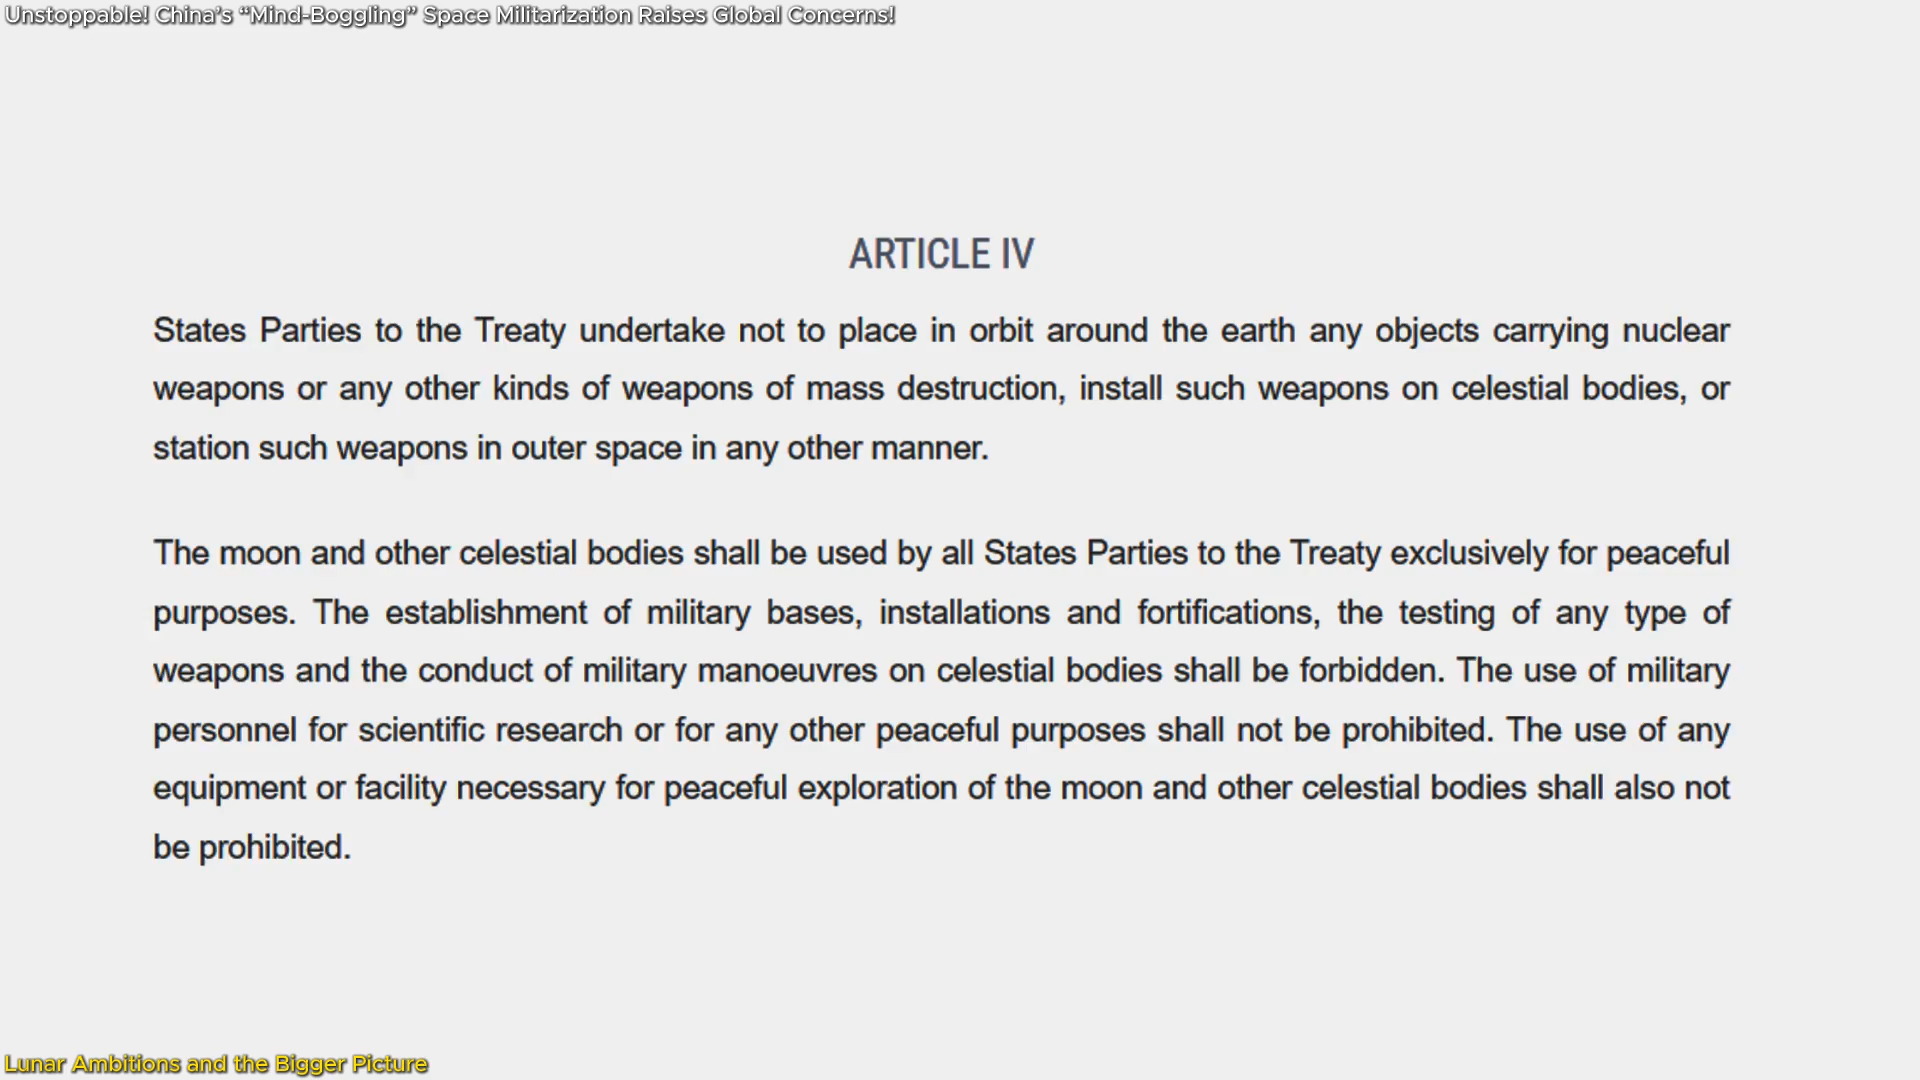 Unstoppable! China's “Mind-Boggling” Space Militarization Raises Global Concerns!
ARTICLE IV
States Parties to the Treaty undertake not to place in orbit around the earth any objects carrying nuclear
weapons or any other kinds of weapons of mass destruction, install such weapons on celestial bodies, or
station such weapons in outer space in any other manner.
The moon and other celestial bodies shall be used by all States Parties to the Treaty exclusively for peaceful
purposes. The establishment of military bases, installations and fortifications, the testing of any type of
weapons and the conduct of military manoeuvres on celestial bodies shall be forbidden. The use of military
personnel for scientific research or for any other peaceful purposes shall not be prohibited. The use of any
equipment or facility necessary for peaceful exploration of the moon and other celestial bodies shall also not
be prohibited.
Lunar Ambitions and the Bigger Picture